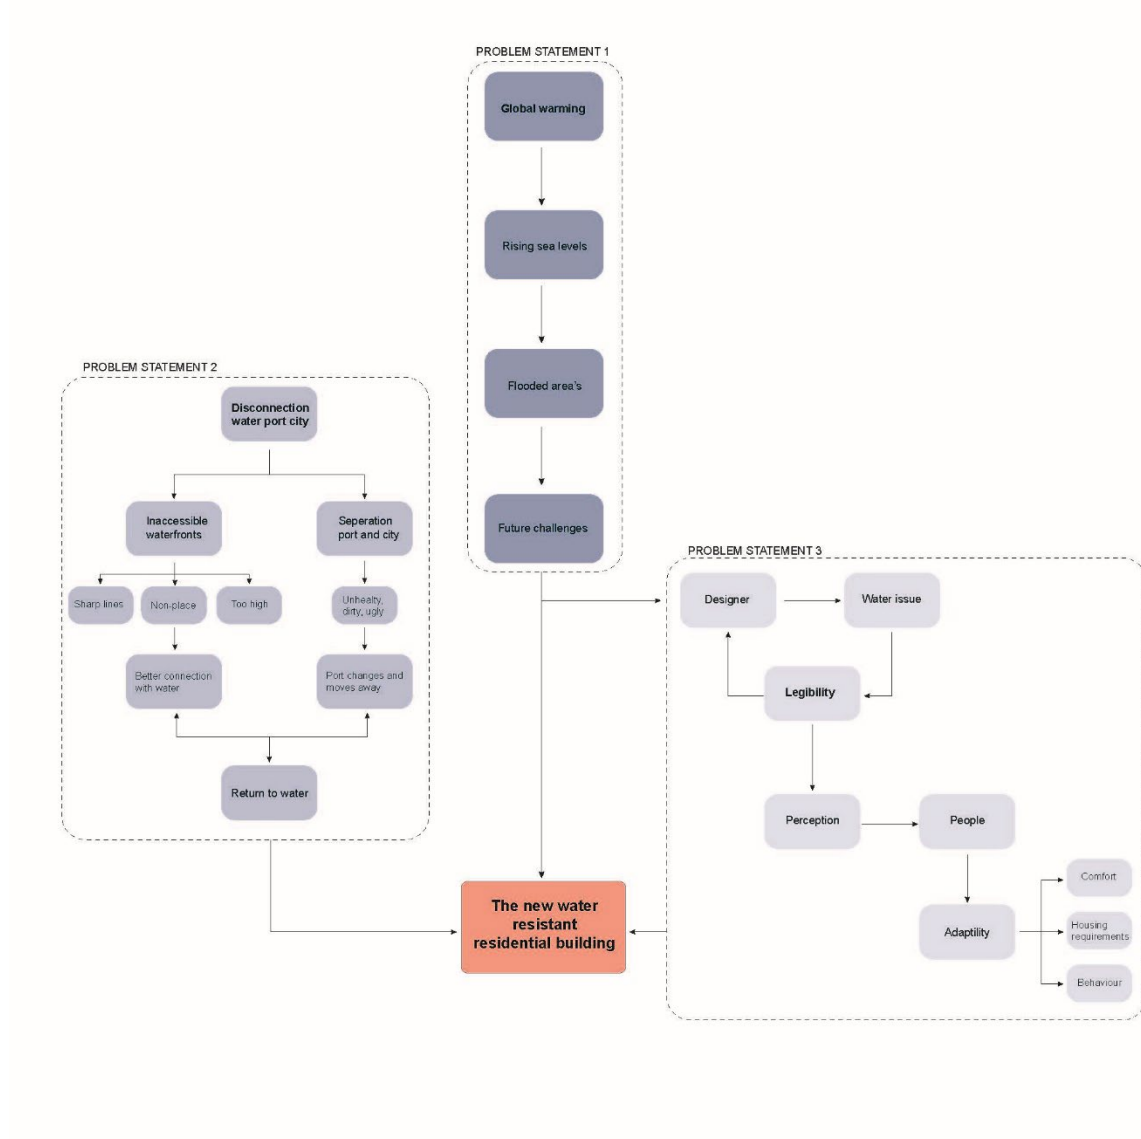 PROBLEM STATEMENT 1
Global warming
Rising sea levels
Flooded area's
Future challenges
PROBLEM STATEMENT 2
Disconnection
water port city
Inaccessible
waterfronts
Seperation
port and city
Sharp lines
Non-place
Too high
Unhealty,
dirty, ugly
Better connection
with water
Port changes and
moves away
Return to water
PROBLEM STATEMENT 3
Designer
Water issue
Legibility
Perception
People
Adaptility
Comfort
Housing
requirements
Behaviour
The new water
resistant
residential building